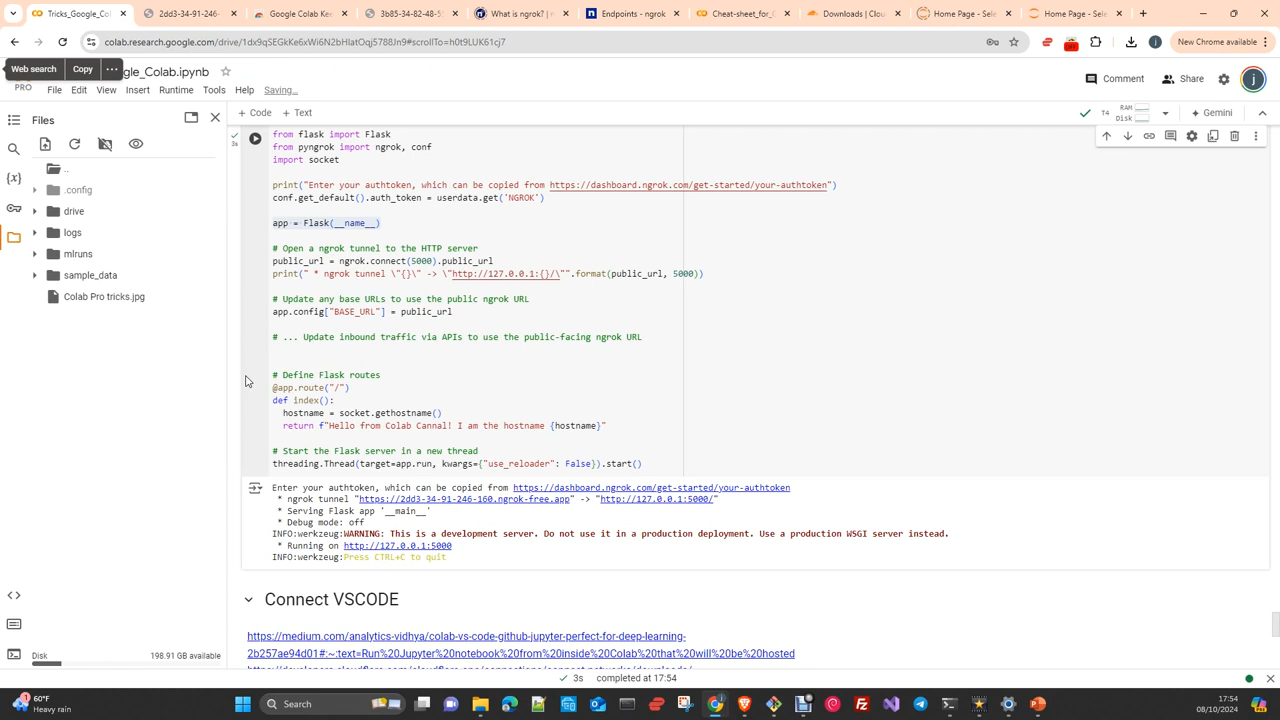 Tricks_Google_Colab.ip
2dd3-34-91-246-
Google Colab Kee
3b85-34-82-48-
What is ngrok? | n
Endpoints - ngrok
Cheat-sheet_for_G
Downloads | Clou
Home Page - Sele
Home Page - Sele
colab.research.google.com/drive/1dx9qSEgKke6xWi6N2bHIatOqj5788Jn9#scrollTo=h0t9LUK61cj7
New Chrome available
OFF
Web search
Copy
gle_Colab.ipynb
PRO
File
Edit
View
Insert
Runtime
Tools
Help
Saving...
Comment
Share
j
Files
+ Code
+ Text
T4
RAM
Disk
Gemini
..
.config
drive
logs
mlruns
sample_data
Colab Pro tricks.jpg
3s
from flask import Flask
from pyngrok import ngrok, conf
import socket
print("Enter your authtoken, which can be copied from https://dashboard.ngrok.com/get-started/your-authtoken")
conf.get_default().auth_token = userdata.get('NGROK')
app = Flask(__name__)
# Open a ngrok tunnel to the HTTP server
public_url = ngrok.connect(5000).public_url
print(" * ngrok tunnel \"{}\" -> \"http://127.0.0.1:{}/\"".format(public_url, 5000))
# Update any base URLs to use the public ngrok URL
app.config["BASE_URL"] = public_url
# ... Update inbound traffic via APIs to use the public-facing ngrok URL
# Define Flask routes
@app.route("/")
def index():
hostname = socket.gethostname()
return f"Hello from Colab Cannal! I am the hostname {hostname}"
# Start the Flask server in a new thread
threading.Thread(target=app.run, kwargs={"use_reloader": False}).start()
Enter your authtoken, which can be copied from https://dashboard.ngrok.com/get-started/your-authtoken
* ngrok tunnel "https://2dd3-34-91-246-160.ngrok-free.app" -> "http://127.0.0.1:5000/"
* Serving Flask app '__main__'
* Debug mode: off
INFO:werkzeug:WARNING: This is a development server. Do not use it in a production deployment. Use a production WSGI server instead.
* Running on http://127.0.0.1:5000
INFO:werkzeug:Press CTRL+C to quit
Connect VSCODE
https://medium.com/analytics-vidhya/colab-vs-code-github-jupyter-perfect-for-deep-learning-
2b257ae94d01#:~:text=Run%20Jupyter%20notebook%20from%20inside%20Colab%20that%20will%20be%20hosted
Disk
198.91 GB available
3s
completed at 17:54
60°F
Heavy rain
Search
17:54
08/10/2024